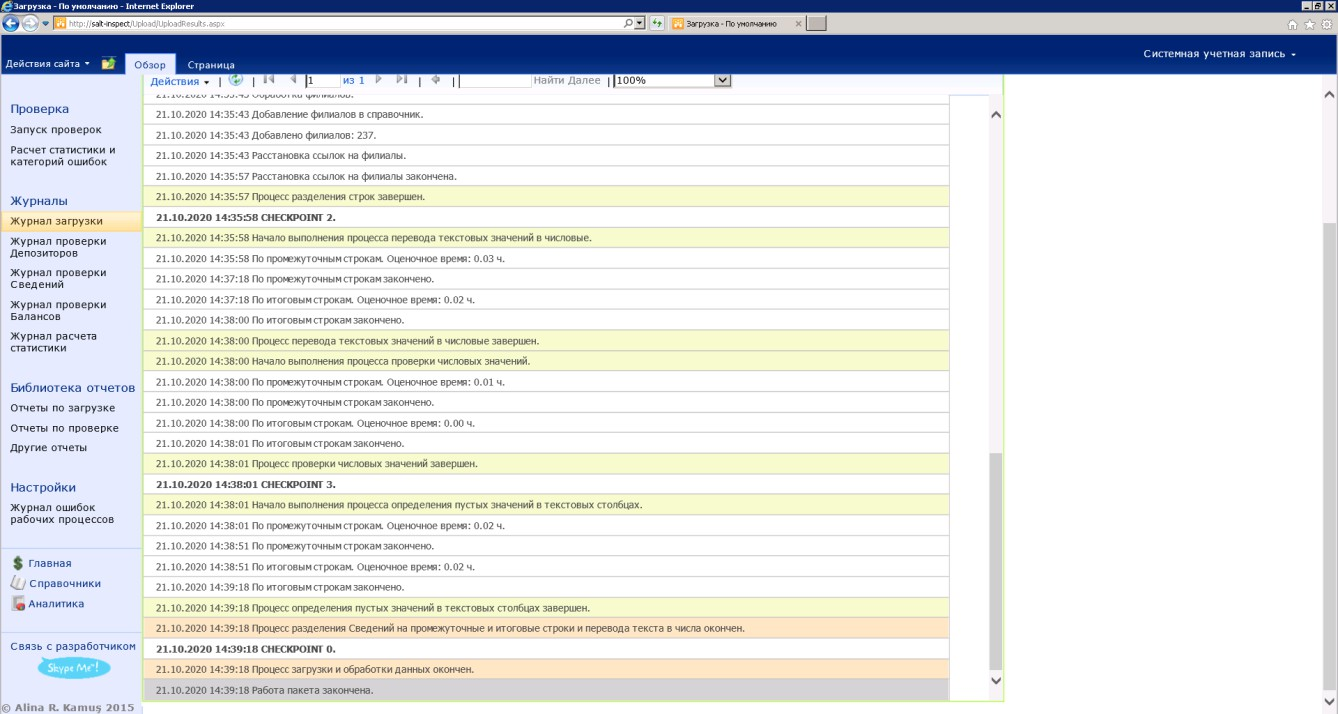 Загрузка - По умолчанию - Internet Explorer
http://salt-inspect/Upload/UploadResults.aspx
Загрузка - По умолчанию
Системная учетная запись
Действия сайта
Обзор
Страница
Действия
1
из 1
Найти Далее
100%
Проверка
Запуск проверок
Расчет статистики и
категорий ошибок
Журналы
Журнал загрузки
Журнал проверки
Депозиторов
Журнал проверки
Сведений
Журнал проверки
Балансов
Журнал расчета
статистики
Библиотека отчетов
Отчеты по загрузке
Отчеты по проверке
Другие отчеты
Настройки
Журнал ошибок
рабочих процессов
Главная
Справочники
Аналитика
Связь с разработчиком
Skype Me™!
© Alina R. Kamuş 2015
21.10.2020 14:35:43 Обработка филиалов.
21.10.2020 14:35:43 Добавление филиалов в справочник.
21.10.2020 14:35:43 Добавлено филиалов: 237.
21.10.2020 14:35:43 Расстановка ссылок на филиалы.
21.10.2020 14:35:57 Расстановка ссылок на филиалы закончена.
21.10.2020 14:35:57 Процесс разделения строк завершен.
21.10.2020 14:35:58 CHECKPOINT 2.
21.10.2020 14:35:58 Начало выполнения процесса перевода текстовых значений в числовые.
21.10.2020 14:35:58 По промежуточным строкам. Оценочное время: 0.03 ч.
21.10.2020 14:37:18 По промежуточным строкам закончено.
21.10.2020 14:37:18 По итоговым строкам. Оценочное время: 0.02 ч.
21.10.2020 14:38:00 По итоговым строкам закончено.
21.10.2020 14:38:00 Процесс перевода текстовых значений в числовые завершен.
21.10.2020 14:38:00 Начало выполнения процесса проверки числовых значений.
21.10.2020 14:38:00 По промежуточным строкам. Оценочное время: 0.01 ч.
21.10.2020 14:38:00 По промежуточным строкам закончено.
21.10.2020 14:38:00 По итоговым строкам. Оценочное время: 0.00 ч.
21.10.2020 14:38:01 По итоговым строкам закончено.
21.10.2020 14:38:01 Процесс проверки числовых значений завершен.
21.10.2020 14:38:01 CHECKPOINT 3.
21.10.2020 14:38:01 Начало выполнения процесса определения пустых значений в текстовых столбцах.
21.10.2020 14:38:01 По промежуточным строкам. Оценочное время: 0.02 ч.
21.10.2020 14:38:51 По промежуточным строкам закончено.
21.10.2020 14:38:51 По итоговым строкам. Оценочное время: 0.02 ч.
21.10.2020 14:39:18 По итоговым строкам закончено.
21.10.2020 14:39:18 Процесс определения пустых значений в текстовых столбцах завершен.
21.10.2020 14:39:18 Процесс разделения Сведений на промежуточные и итоговые строки и перевода текста в числа окончен.
21.10.2020 14:39:18 CHECKPOINT 0.
21.10.2020 14:39:18 Процесс загрузки и обработки данных окончен.
21.10.2020 14:39:18 Работа пакета закончена.